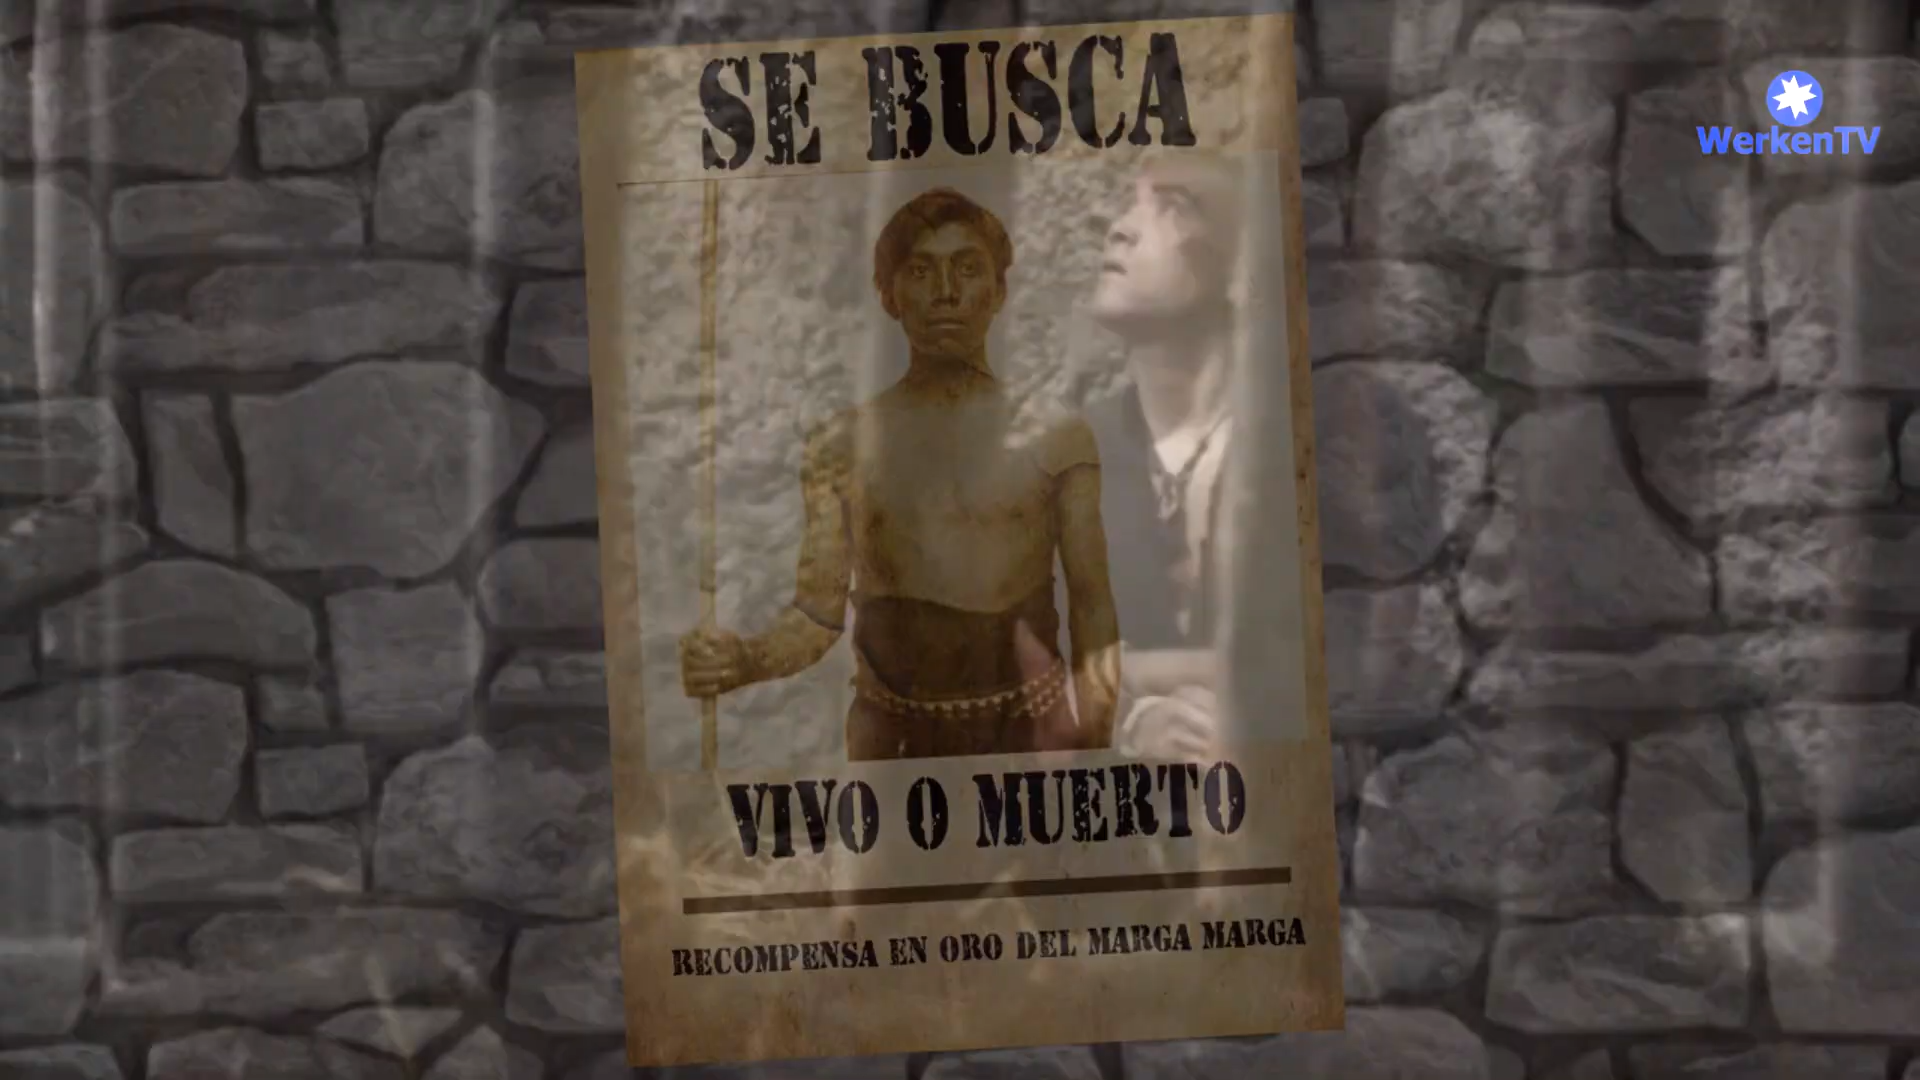 SE BUSCA
WerkenTV
VIVO O MUERTO
RECOMPENSA EN ORO DEL MARGA MARGA